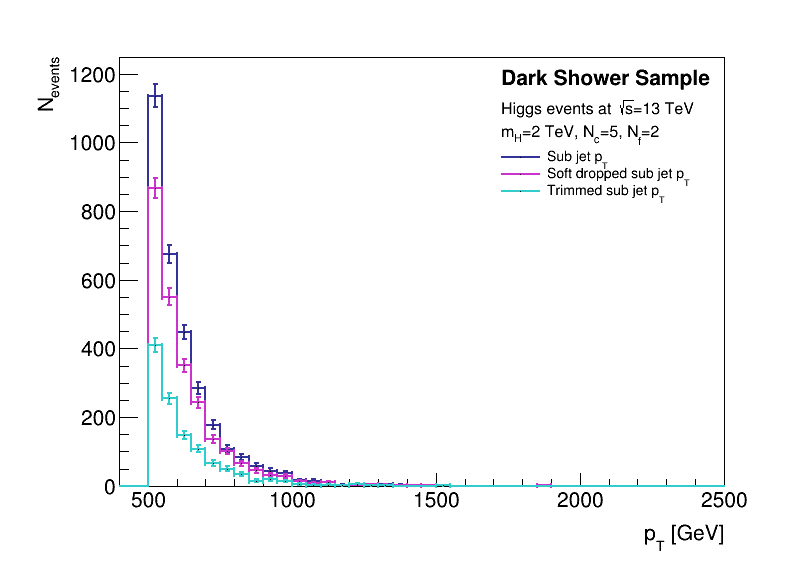 Dark Shower Sample
Higgs events at √s=13 TeV
m_H=2 TeV, N_c=5, N_f=2
Sub jet p_T
Soft dropped sub jet p_T
Trimmed sub jet p_T
N_events
1200
1000
800
600
400
200
0
500 1000 1500 2000 2500
p_T [GeV]